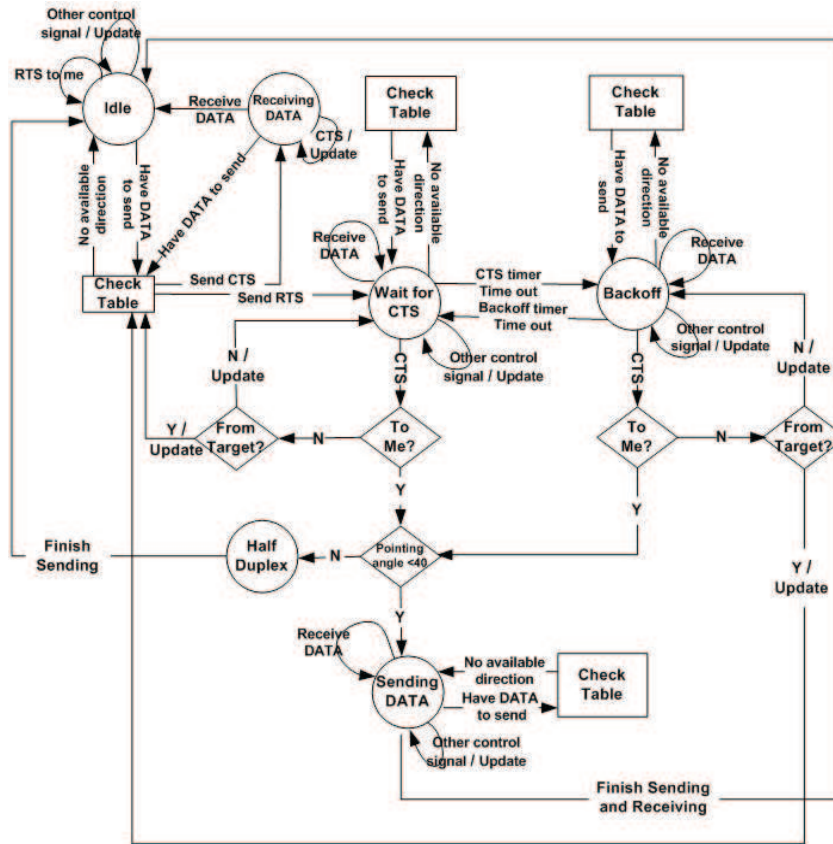 Other control
signal / Update
RTS to me
Idle
Receive
DATA
Receiving
DATA
CTS /
Update
No available
direction
Have DATA
to send
Have DATA to send
Check
Table
Send CTS
Send RTS
Check
Table
Have DATA
to send
No available
direction
Receive
DATA
Wait for
CTS
CTS timer
Time out
Backoff timer
Time out
Other control
signal / Update
Check
Table
Have DATA to
send
No available
direction
Receive
DATA
Backoff
Other control
signal / Update
N /
Update
CTS
CTS
N /
Update
Y /
Update
From
Target?
N
To
Me?
To
Me?
N
From
Target?
Y
Y
Y /
Update
Finish
Sending
Half
Duplex
N
Pointing
angle <40
Y
Receive
DATA
Sending
DATA
No available
direction
Have DATA
to send
Check
Table
Other control
signal / Update
Finish Sending
and Receiving